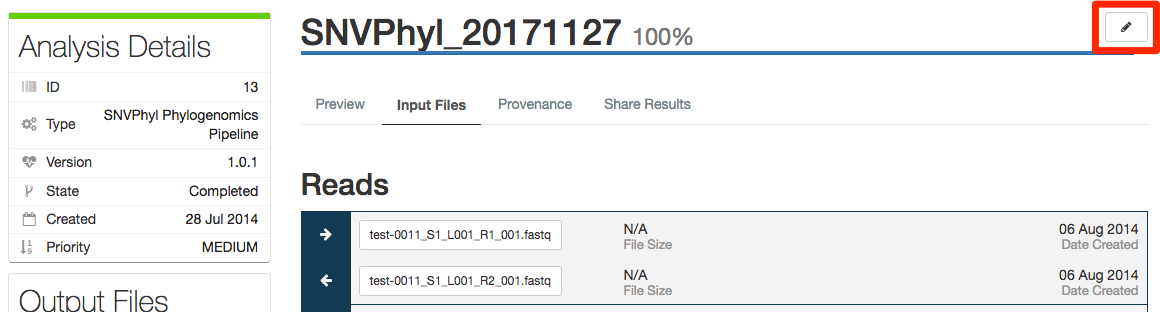 Analysis Details
ID 13
Type SNVPhyl Phylogenomics
Pipeline
Version 1.0.1
State Completed
Created 28 Jul 2014
Priority MEDIUM
Output Files
SNVPhyl_20171127 100%
Preview Input Files Provenance Share Results
Reads
test-0011_S1_L001_R1_001.fastq N/A 06 Aug 2014
File Size Date Created
test-0011_S1_L001_R2_001.fastq N/A 06 Aug 2014
File Size Date Created